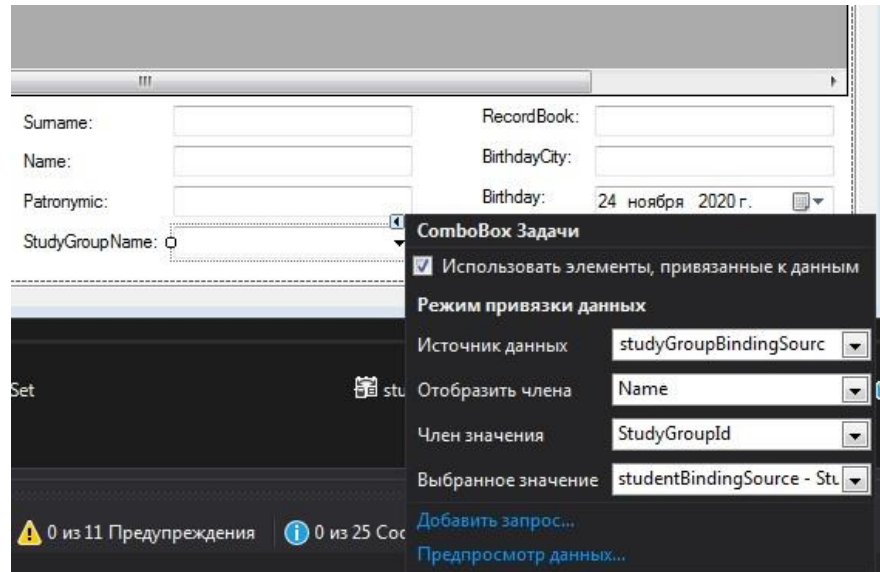 Surname:
RecordBook:
Name:
BirthdayCity:
Patronymic:
Birthday:
24 ноября 2020 г.
StudyGroupName:
ComboBox Задачи
Использовать элементы, привязанные к данным
Режим привязки данных
Источник данных
studyGroupBindingSourc
Set
stu
Отобразить члена
Name
Член значения
StudyGroupId
Выбранное значение
studentBindingSource - Stu
0 из 11 Предупреждения
0 из 25 Соо
Добавить запрос...
Предпросмотр данных...